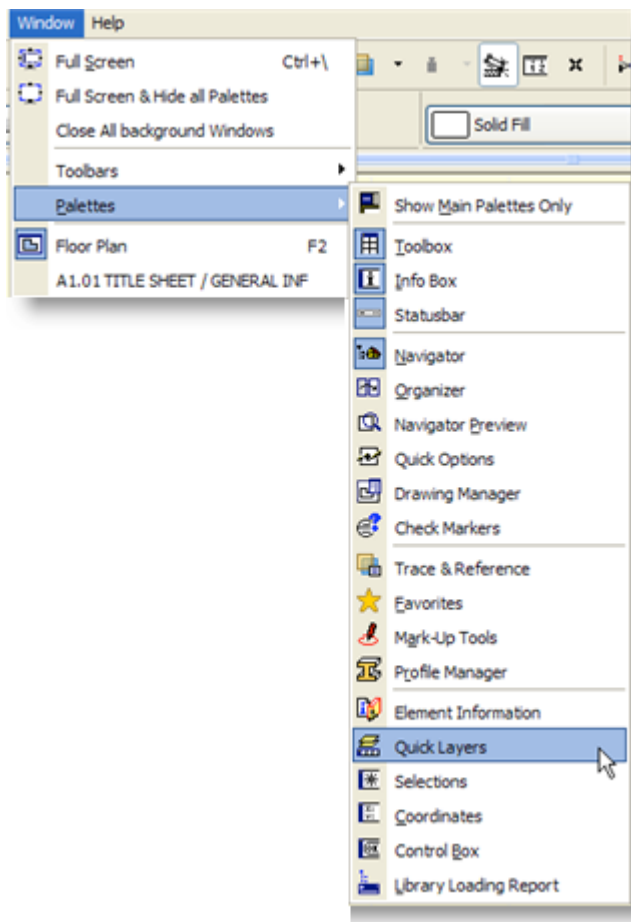 Window Help
Full Screen Ctrl+\
Full Screen & Hide all Palettes
Close All background Windows
Toolbars
Palettes
Floor Plan F2
A1.01 TITLE SHEET / GENERAL INF
Solid Fill
Show Main Palettes Only
Toolbox
Info Box
Statusbar
Navigator
Organizer
Navigator Preview
Quick Options
Drawing Manager
Check Markers
Trace & Reference
Favorites
Mark-Up Tools
Profile Manager
Element Information
Quick Layers
Selections
Coordinates
Control Box
Library Loading Report